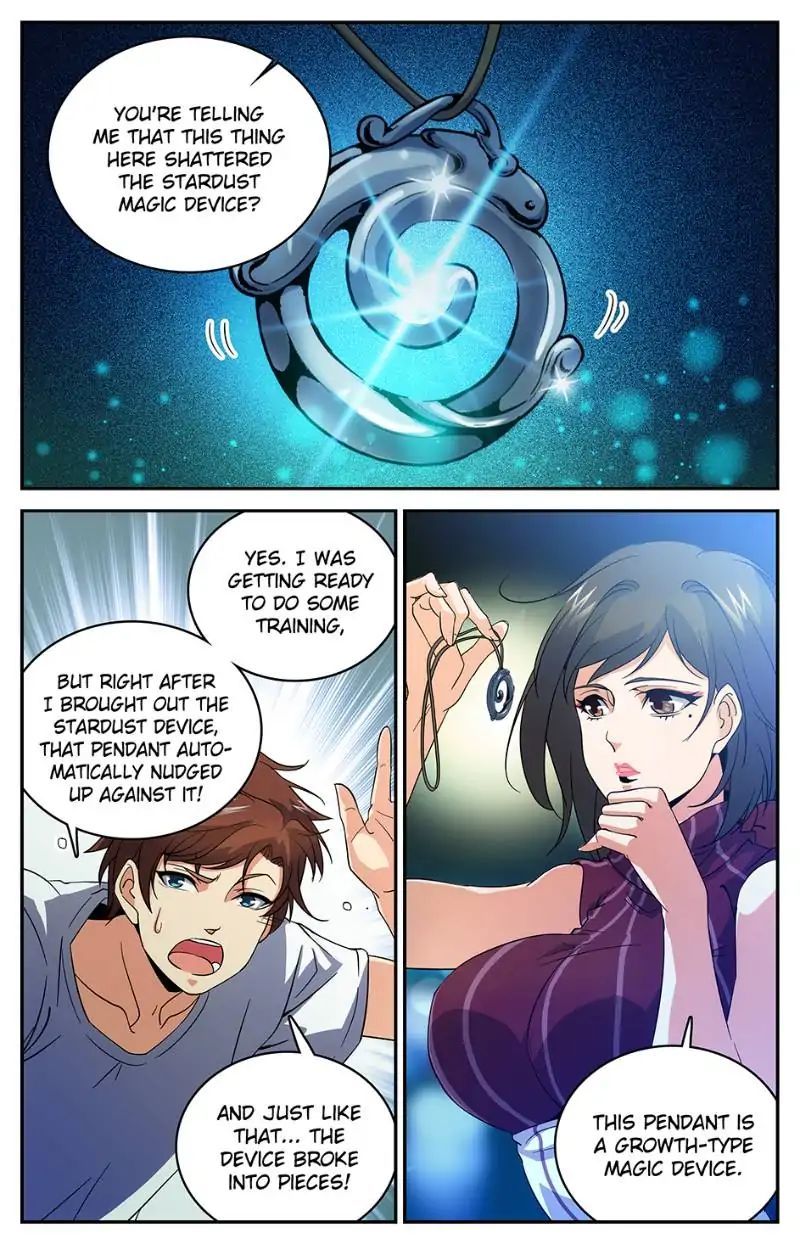 YOU'RE TELLING
ME THAT THIS THING
HERE SHATTERED
THE STARDUST
MAGIC DEVICE?
YES. I WAS
GETTING READY
TO DO SOME
TRAINING,
BUT RIGHT AFTER
I BROUGHT OUT THE
STARDUST DEVICE,
THAT PENDANT AUTO-
MATICALLY NUDGED
UP AGAINST IT!
AND JUST LIKE
THAT... THE
DEVICE BROKE
INTO PIECES!
THIS PENDANT IS
A GROWTH-TYPE
MAGIC DEVICE.